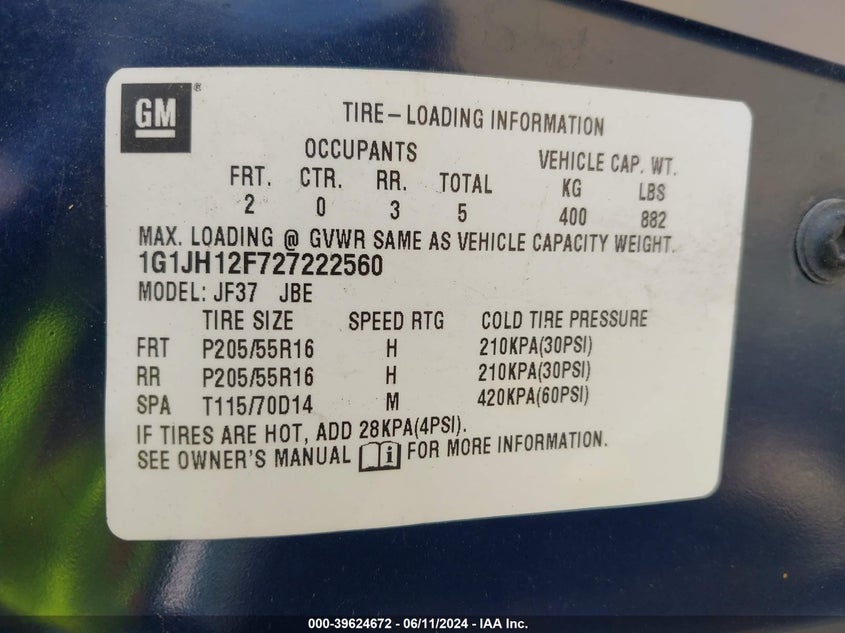 GM® TIRE-LOADING INFORMATION
OCCUPANTS VEHICLE CAP. WT.
FRT. CTR. RR. TOTAL KG LBS
2 0 3 5 400 882
MAX. LOADING @ GVWR SAME AS VEHICLE CAPACITY WEIGHT.
1G1JH12F727222560
MODEL: JF37 JBE
TIRE SIZE SPEED RTG COLD TIRE PRESSURE
FRT P205/55R16 H 210KPA(30PSI)
RR P205/55R16 H 210KPA(30PSI)
SPA T115/70D14 M 420KPA(60PSI)
IF TIRES ARE HOT, ADD 28KPA(4PSI).
SEE OWNER'S MANUAL i FOR MORE INFORMATION.
000-39624672 - 06/11/2024 - IAA Inc.